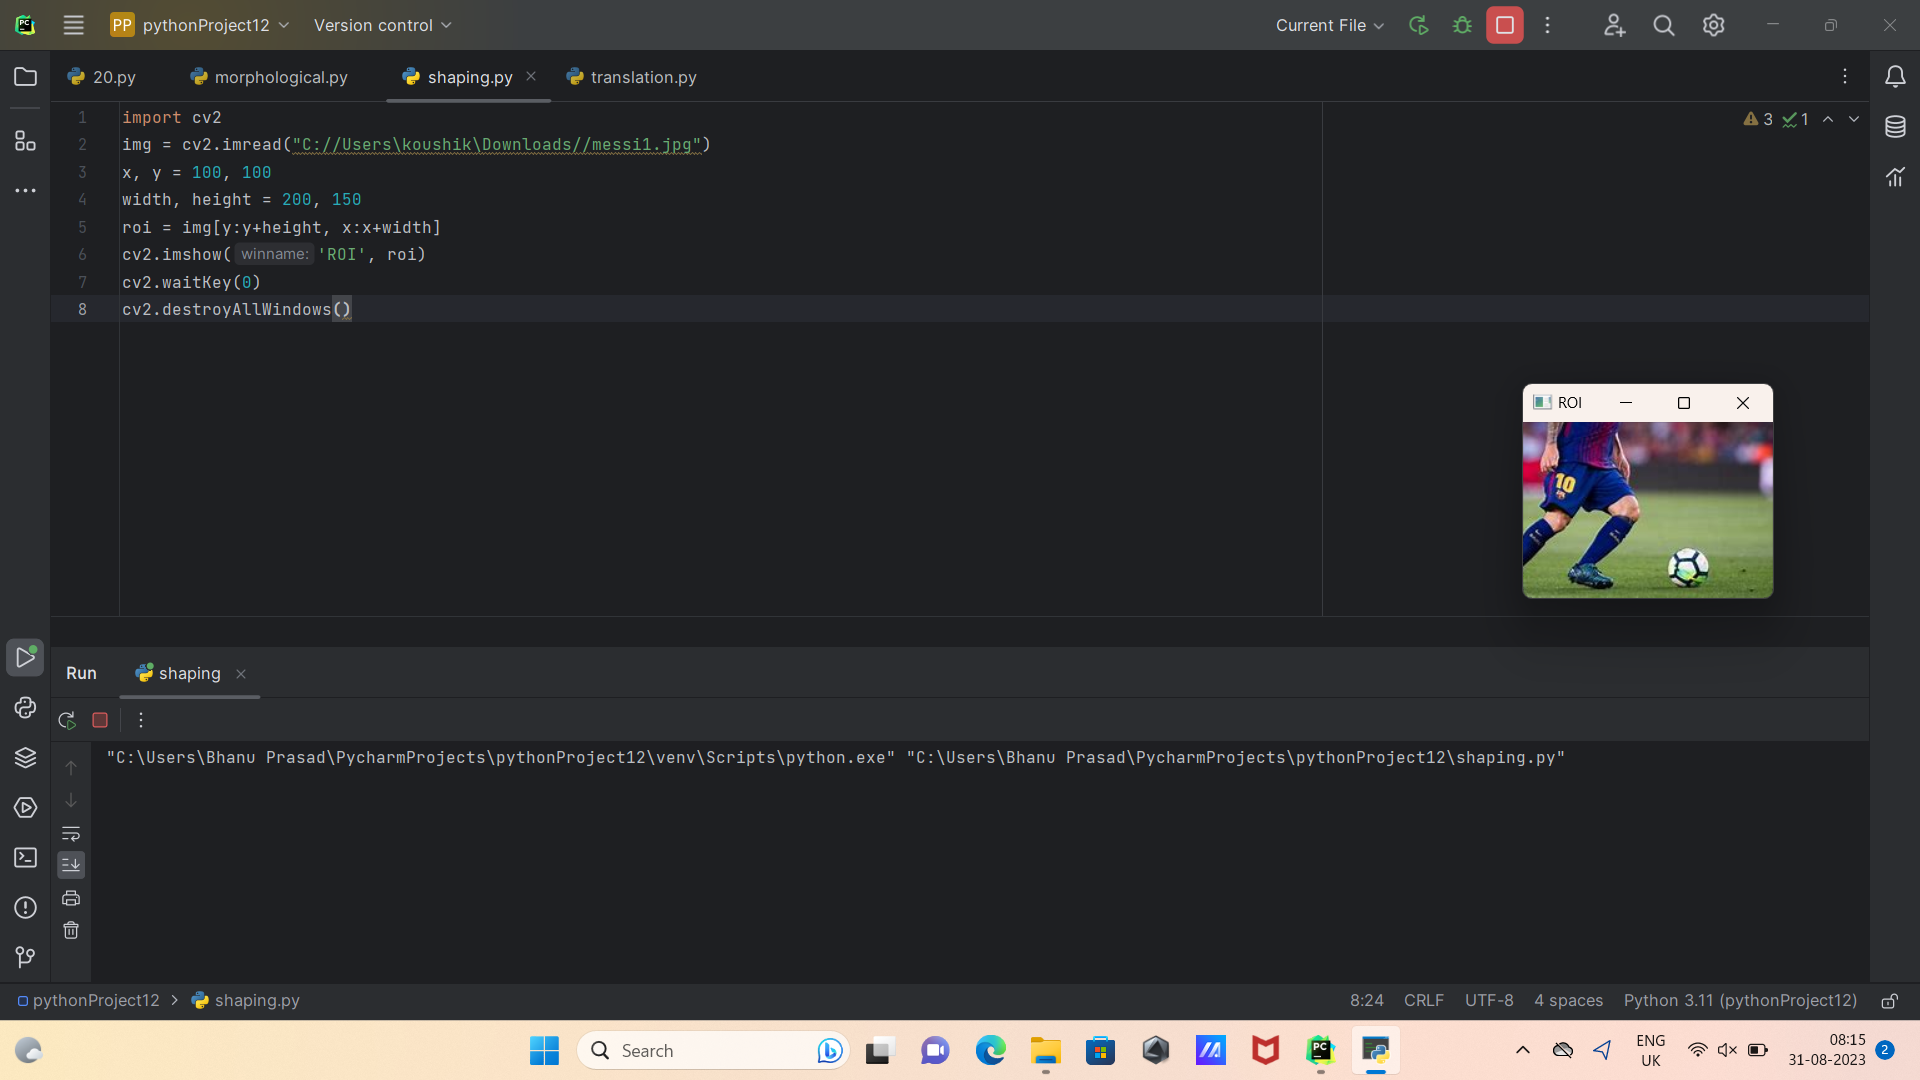 PP pythonProject12 Version control Current File
20.py morphological.py shaping.py translation.py
3 1
1 import cv2
2 img = cv2.imread("C://Users\koushik\Downloads//messi1.jpg")
3 x, y = 100, 100
4 width, height = 200, 150
5 roi = img[y:y+height, x:x+width]
6 cv2.imshow( winname: 'ROI', roi)
7 cv2.waitKey(0)
8 cv2.destroyAllWindows()
ROI
10
Run shaping
"C:\Users\Bhanu Prasad\PycharmProjects\pythonProject12\venv\Scripts\python.exe" "C:\Users\Bhanu Prasad\PycharmProjects\pythonProject12\shaping.py"
pythonProject12 > shaping.py 8:24 CRLF UTF-8 4 spaces Python 3.11 (pythonProject12)
Search
PC
ENG
UK
08:15
31-08-2023
2